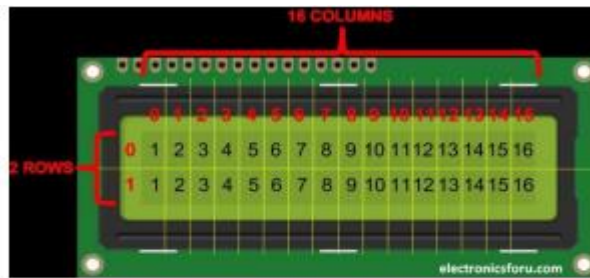 16 COLUMNS
0 1 2 3 4 5 6 7 8 9 10 11 12 13 14 15
2 ROWS
0 1 2 3 4 5 6 7 8 9 10 11 12 13 14 15 16
1 1 2 3 4 5 6 7 8 9 10 11 12 13 14 15 16
electronicsforu.com